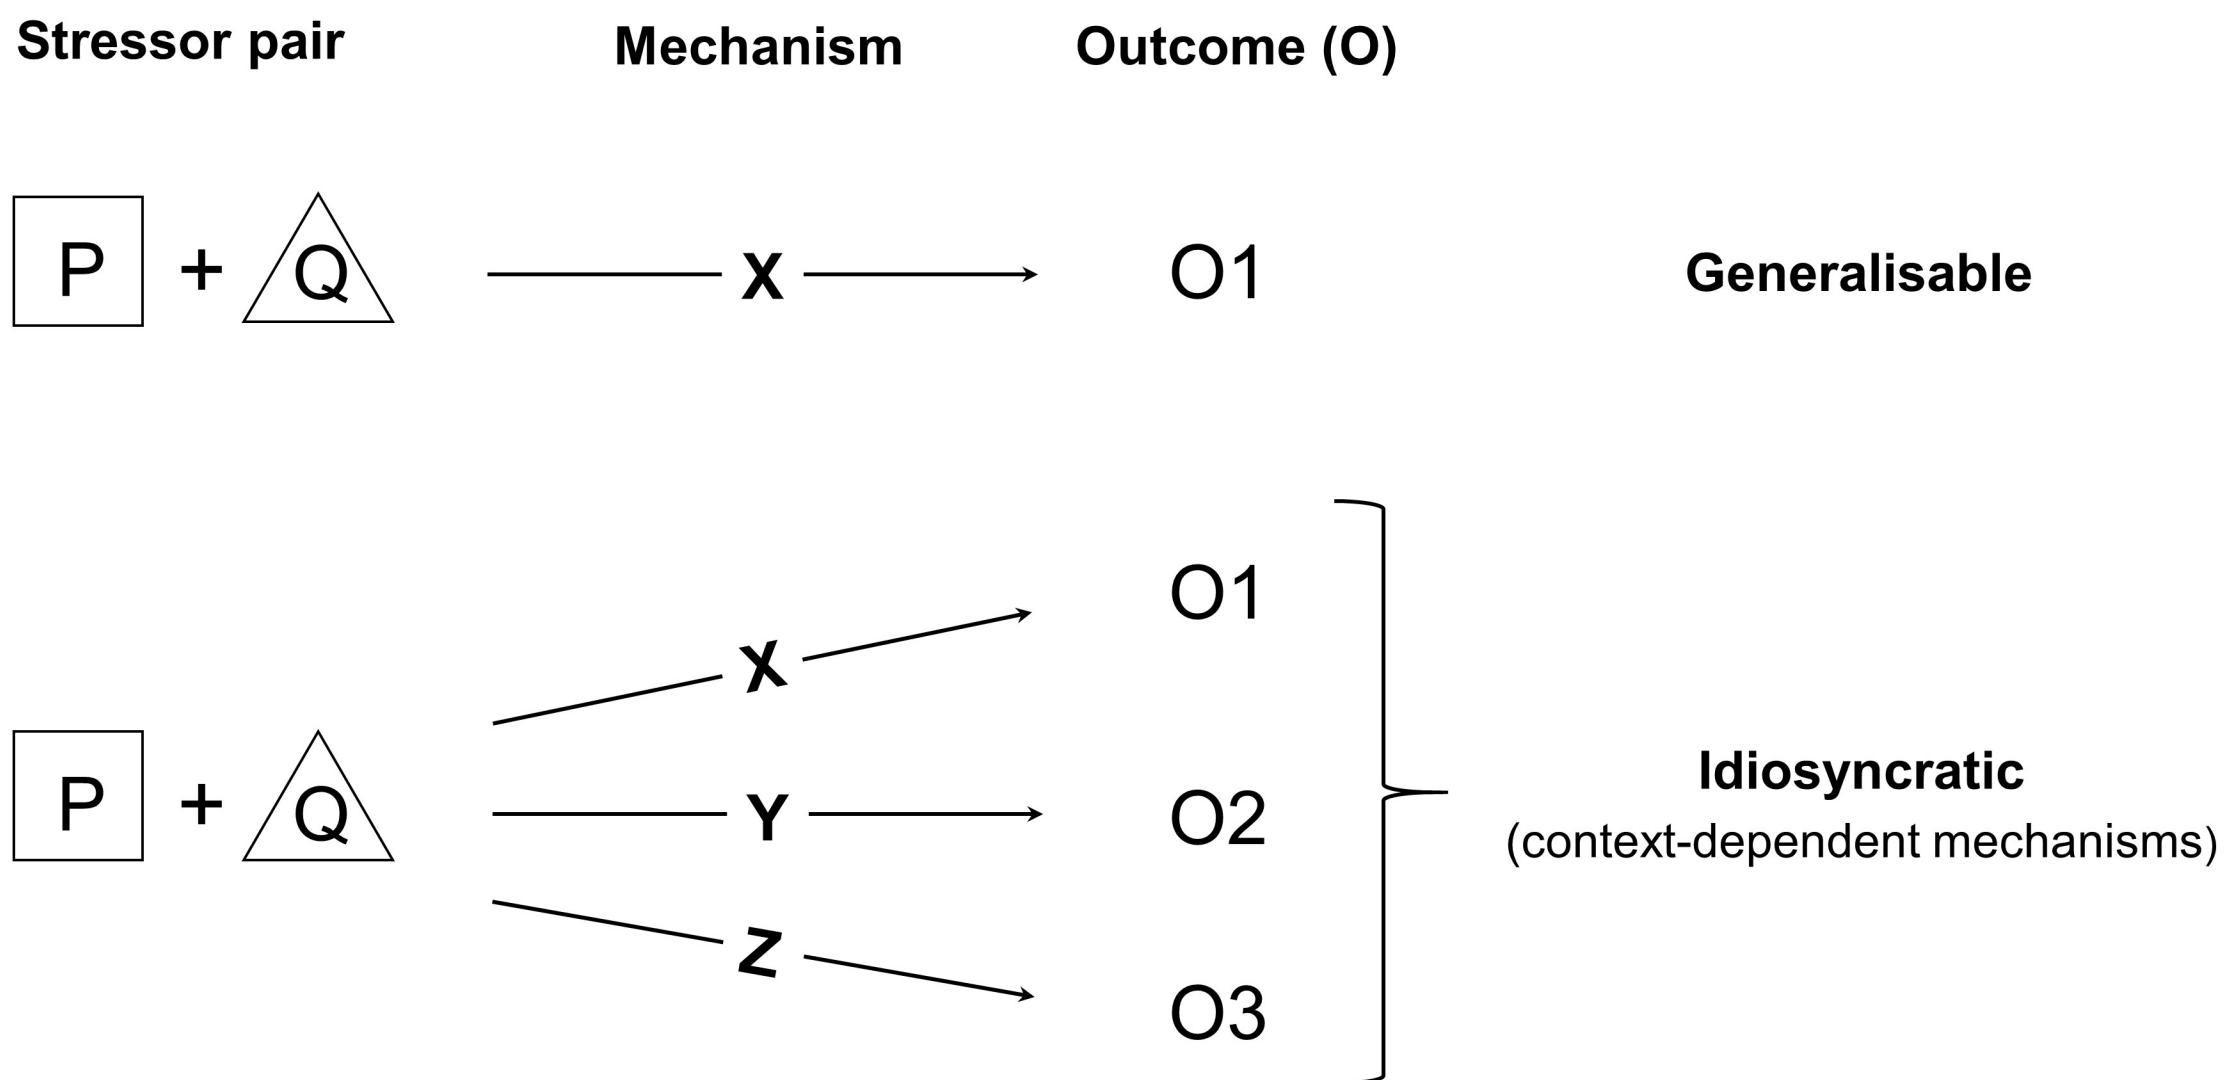 Stressor pair Mechanism Outcome (O)
P + Q X O1 Generalisable
X O1
P + Q Y O2 Idiosyncratic
(context-dependent mechanisms)
Z O3